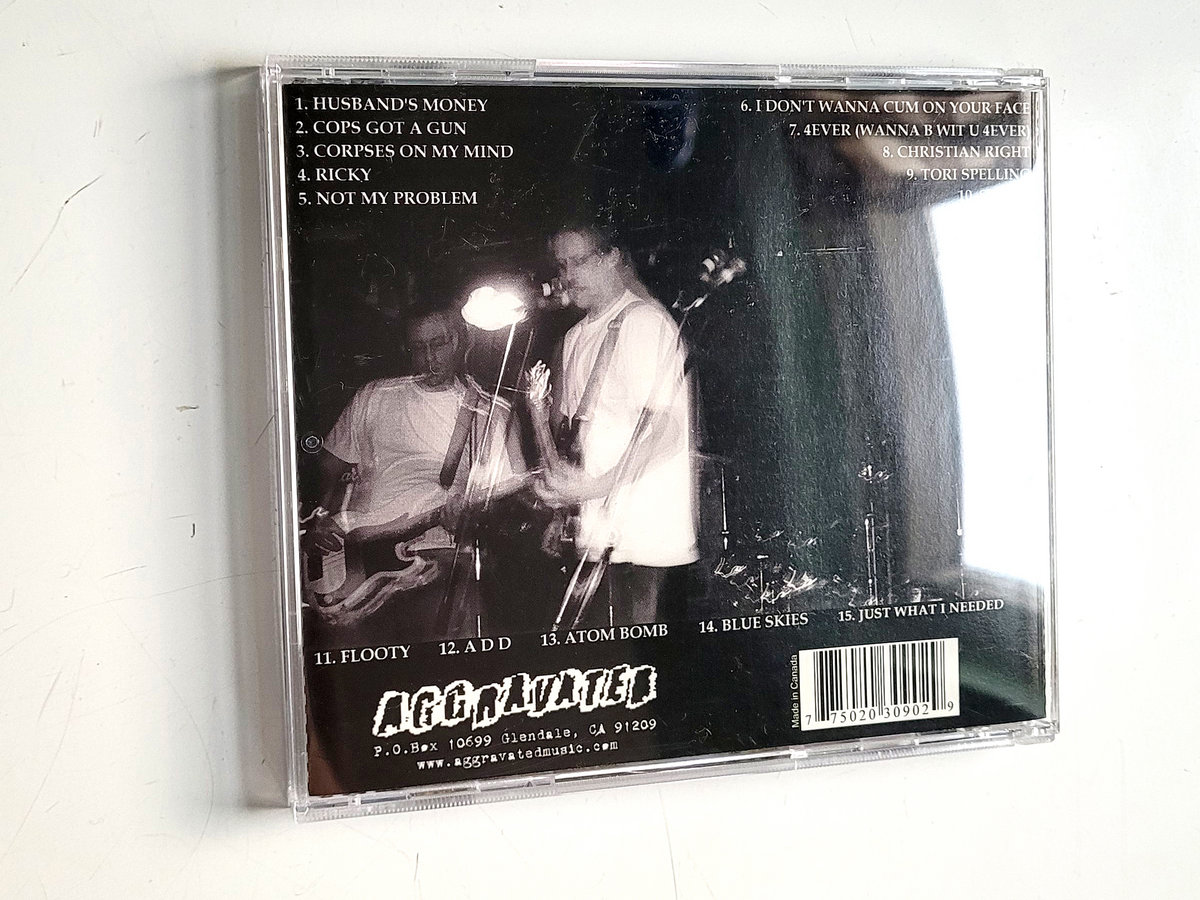 1. HUSBAND'S MONEY
2. COPS GOT A GUN
3. CORPSES ON MY MIND
4. RICKY
5. NOT MY PROBLEM
6. I DON'T WANNA CUM ON YOUR FACE
7. 4EVER (WANNA B WIT U 4EVER)
8. CHRISTIAN RIGHT
9. TORI SPELLING
10.
11. FLOOTY
12. A D D
13. ATOM BOMB
14. BLUE SKIES
15. JUST WHAT I NEEDED
AGGRAVATED
P.O.Box 10699 Glendale, CA 91209
www.aggravatedmusic.com
Made in Canada
7 75020 30902 9